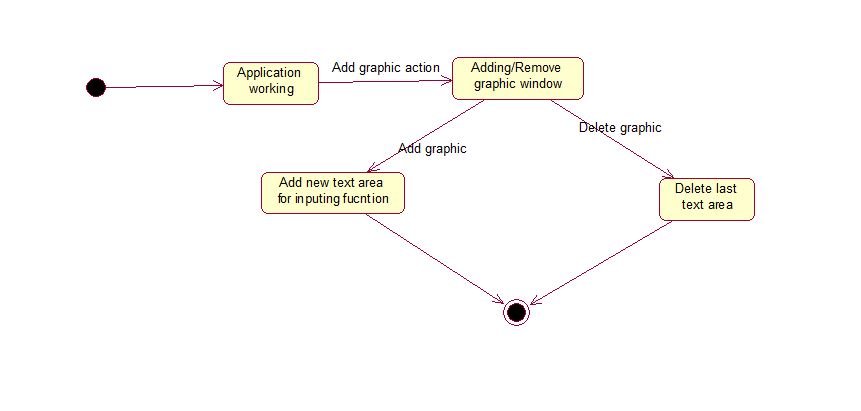 Application
working
Add graphic action
Adding/Remove
graphic window
Add graphic
Delete graphic
Add new text area
for inputing fucntion
Delete last
text area